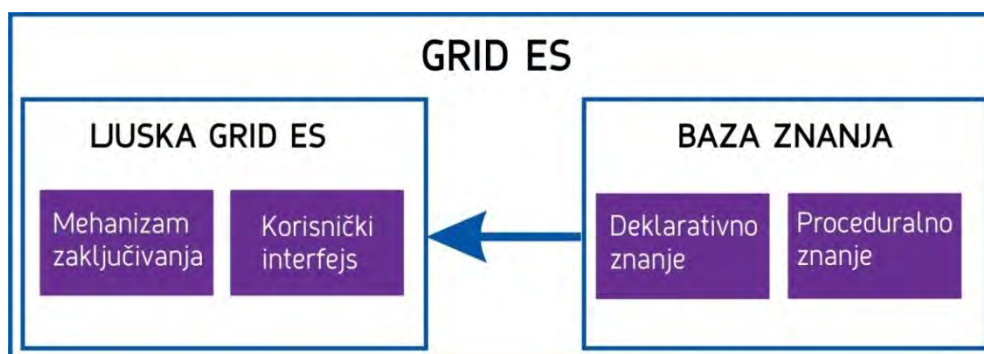 GRID ES
LJUSKA GRID ES
Mehanizam
zaključivanja
Korisnički
interfejs
BAZA ZNANJA
Deklarativno
znanje
Proceduralno
znanje